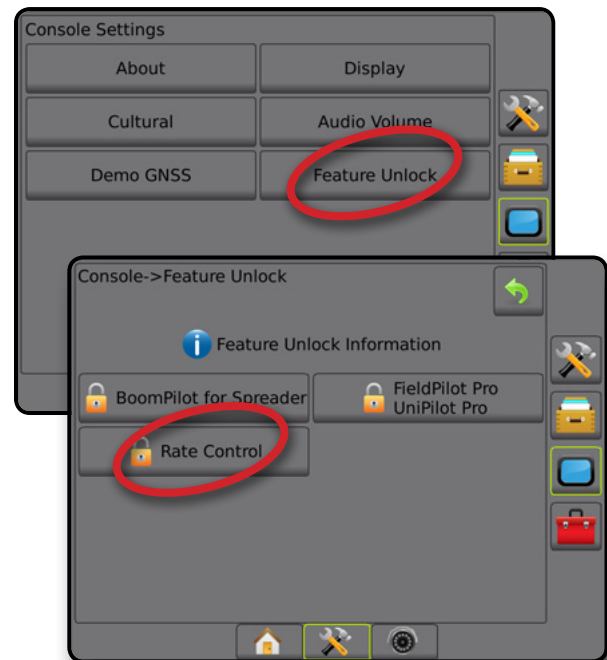 Console Settings
About
Display
Cultural
Audio Volume
Demo GNSS
Feature Unlock
Console->Feature Unlock
Feature Unlock Information
BoomPilot for Spreader
FieldPilot Pro
UniPilot Pro
Rate Control